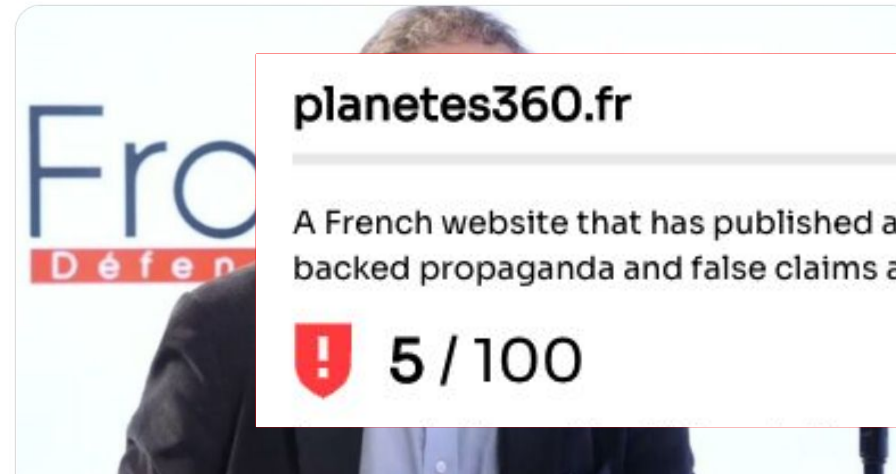 Fro
Défen
planetes360.fr
A French website that has published a
backed propaganda and false claims a
5 / 100